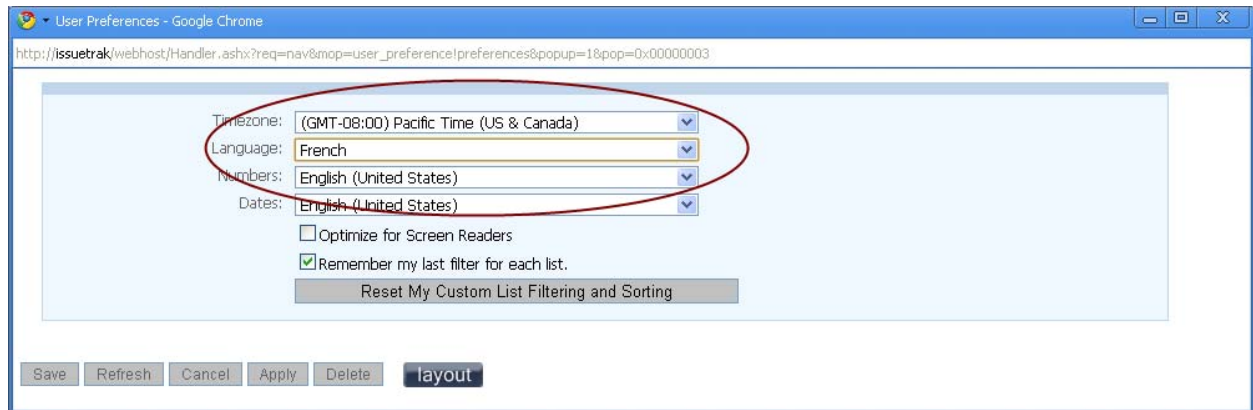 User Preferences - Google Chrome
http://issuetrak/webhost/Handler.ashx?req=nav&mop=user_preference!preferences&popup=1&pop=0x00000003
Timezone: (GMT-08:00) Pacific Time (US & Canada)
Language: French
Numbers: English (United States)
Dates: English (United States)
Optimize for Screen Readers
Remember my last filter for each list.
Reset My Custom List Filtering and Sorting
Save Refresh Cancel Apply Delete layout